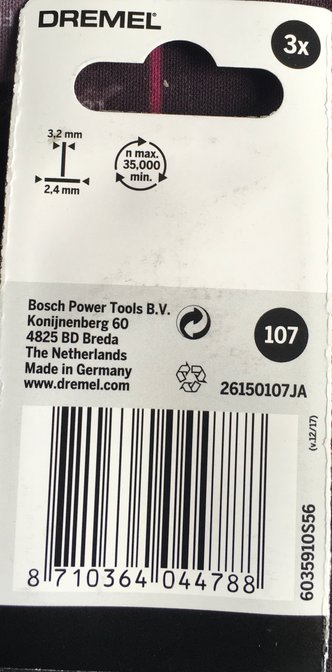 DREMEL
3x
3,2 mm
n max.
35,000
min.
2,4 mm
Bosch Power Tools B.V.
Konijnenberg 60
4825 BD Breda
The Netherlands
Made in Germany
www.dremel.com
107
26150107JA
(v.12/17)
6035910S56
8 710364 044788